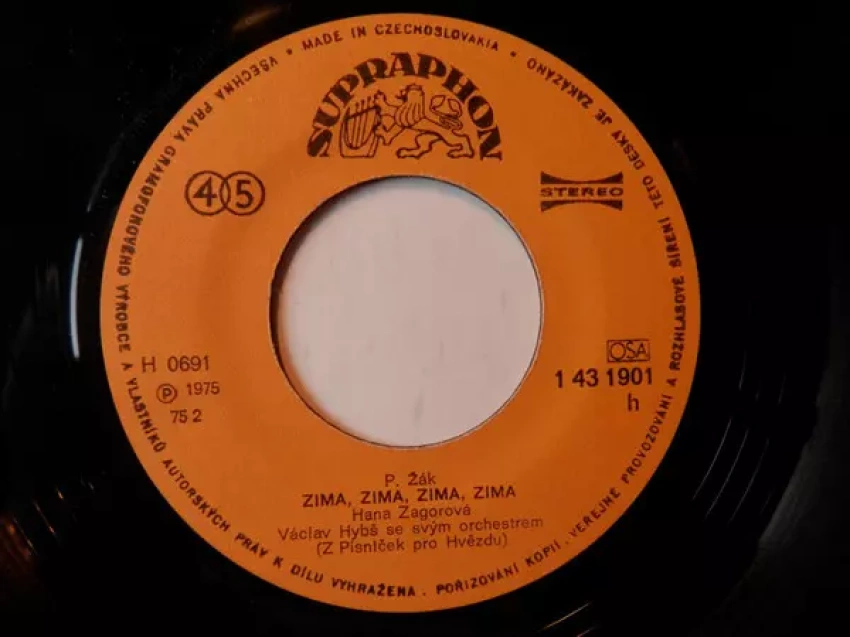 MADE IN CZECHOSLOVAKIA
SUPRAPHON
45
STEREO
H 0691
Ⓟ 1975
75 2
OSA
1 43 1901
h
P. Žák
ZIMA, ZIMA, ZIMA, ZIMA
Hana Zagorová
Václav Hybš se svým orchestrem
(Z Písniček pro Hvězdu)
VŠECHNA PRÁVA GRAMOFONOVÉHO VÝROBCE A VLASTNÍKŮ AUTORSKÝCH PRÁV K DÍLU VYHRAŽENA. POŘIZOVÁNÍ KOPIÍ, VEŘEJNÉ PROVOZOVÁNÍ A ROZHLASOVÉ ŠÍŘENÍ TÉTO DESKY JE ZAKÁZÁNO